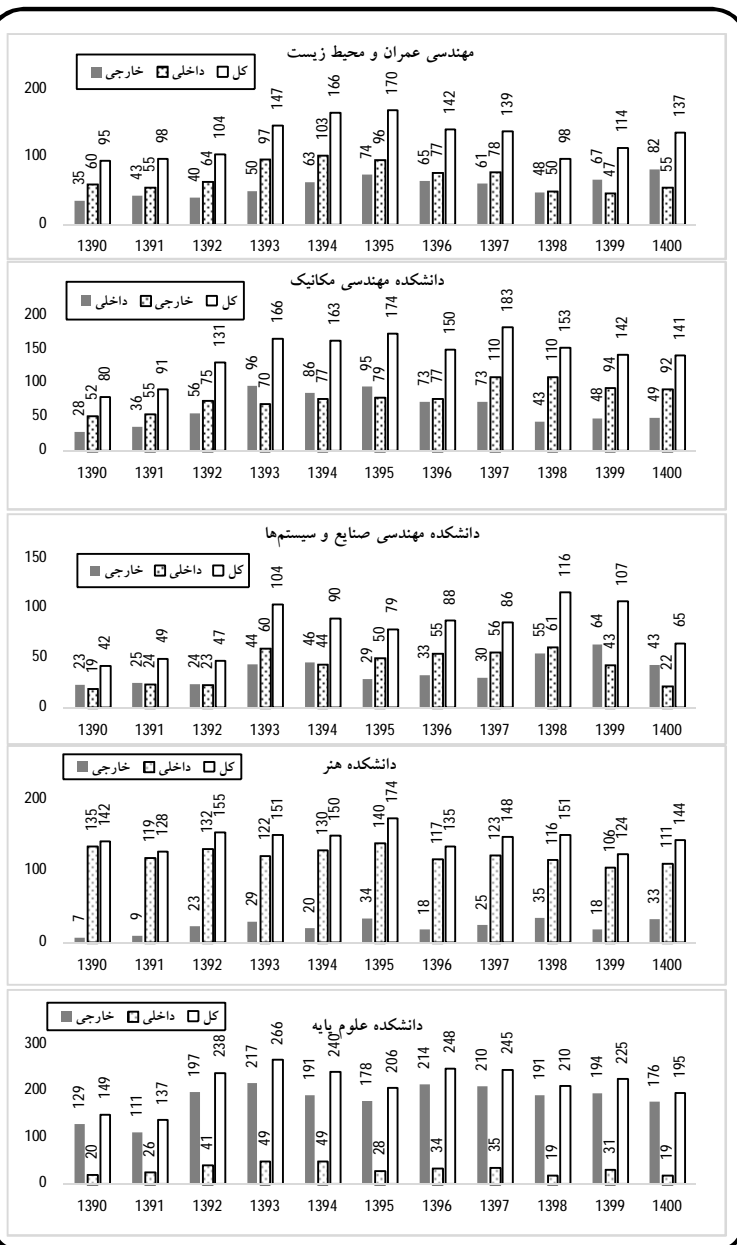 مهندسی عمران و محیط زیست
خارجی داخلی کل
200
100
0
35 60 95 43 55 98 40 64 104 50 97 147 63 103 166 74 96 170 65 77 142 61 78 139 48 50 98 67 47 114 82 55 137
1390 1391 1392 1393 1394 1395 1396 1397 1398 1399 1400
دانشکده مهندسی مکانیک
داخلی خارجی کل
200
150
100
50
0
28 52 80 36 55 91 56 75 131 96 70 166 86 77 163 95 79 174 73 77 150 73 110 183 43 110 153 48 94 142 49 92 141
1390 1391 1392 1393 1394 1395 1396 1397 1398 1399 1400
دانشکده مهندسی صنایع و سیستم‌ها
خارجی داخلی کل
150
100
50
0
23 19 42 25 24 49 24 23 47 44 60 104 46 44 90 29 50 79 33 55 88 30 56 86 55 61 116 64 43 107 43 22 65
1390 1391 1392 1393 1394 1395 1396 1397 1398 1399 1400
دانشکده هنر
خارجی داخلی کل
200
100
0
7 135 142 9 119 128 23 132 155 29 122 151 20 130 150 34 140 174 18 117 135 25 123 148 35 116 151 18 106 124 33 111 144
1390 1391 1392 1393 1394 1395 1396 1397 1398 1399 1400
دانشکده علوم پایه
خارجی داخلی کل
300
200
100
0
129 20 149 111 26 137 197 41 238 217 49 266 191 49 240 178 28 206 214 34 248 210 35 245 191 19 210 194 31 225 176 19 195
1390 1391 1392 1393 1394 1395 1396 1397 1398 1399 1400